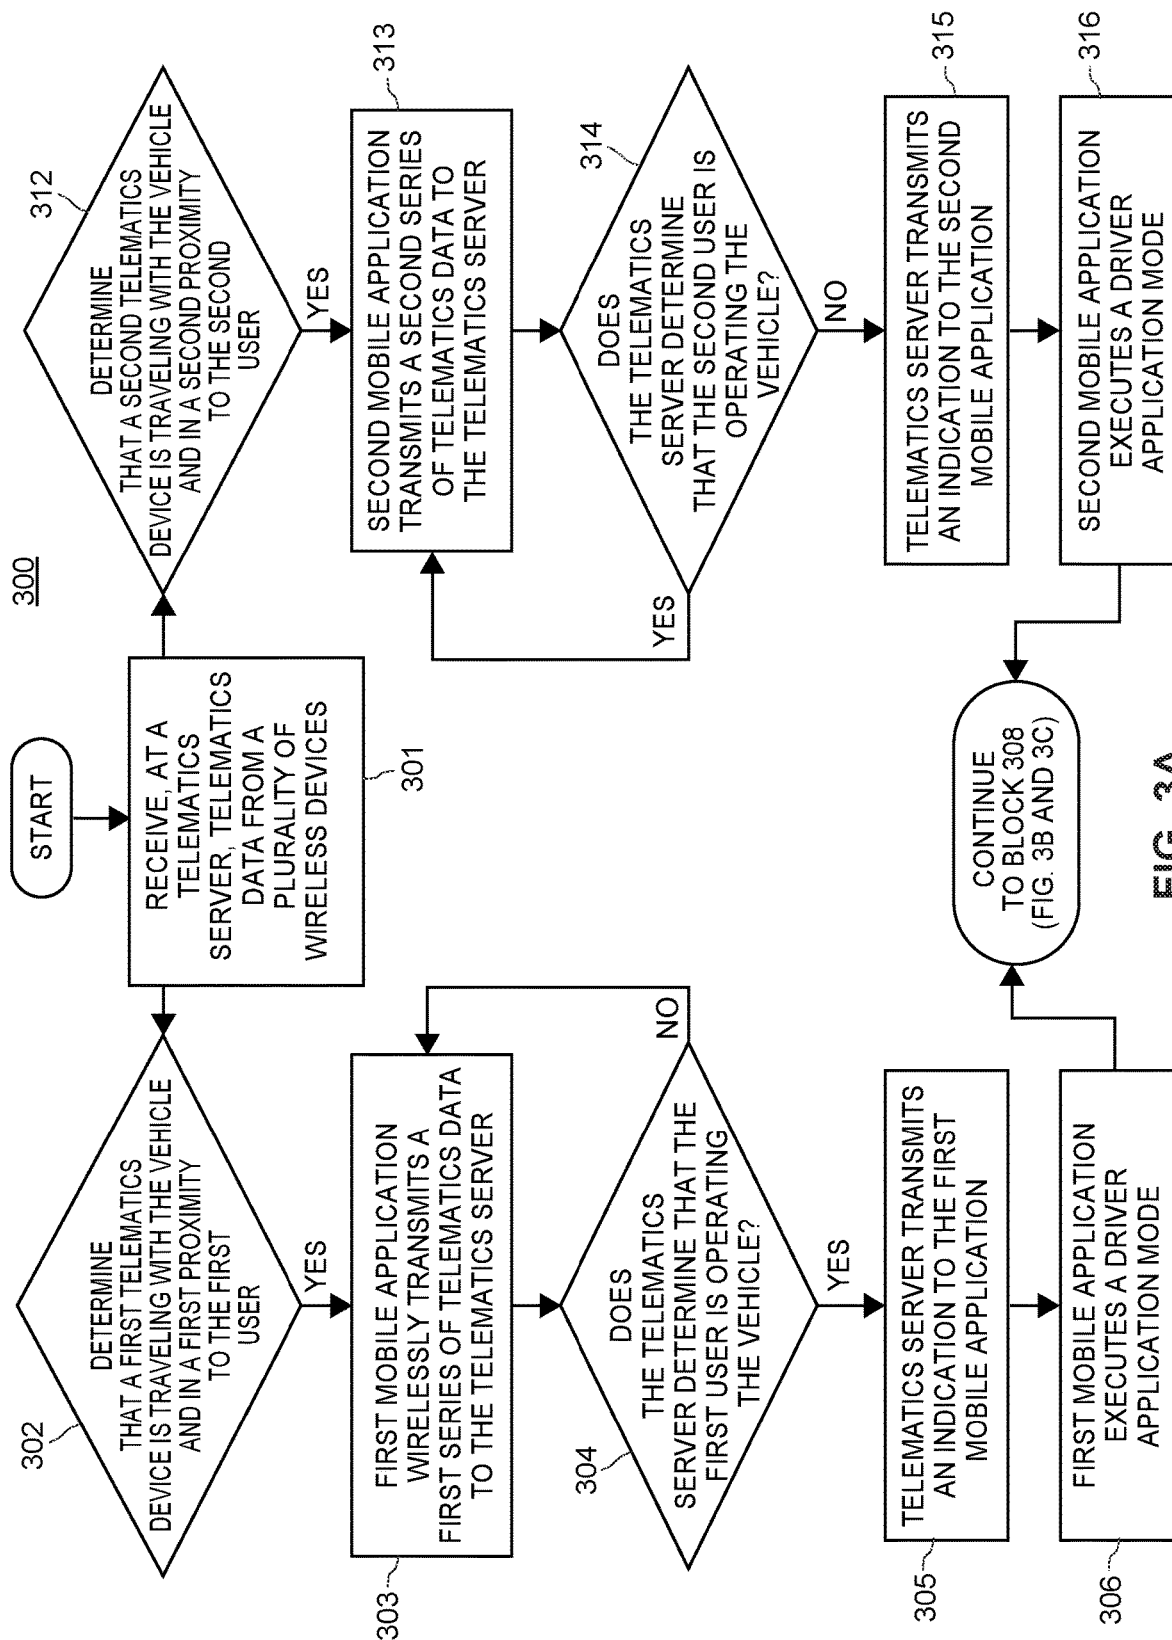 300
START
RECEIVE, AT A
TELEMATICS
SERVER, TELEMATICS
DATA FROM A
PLURALITY OF
WIRELESS DEVICES
301
302
DETERMINE
THAT A FIRST TELEMATICS
DEVICE IS TRAVELING WITH THE VEHICLE
AND IN A FIRST PROXIMITY
TO THE FIRST
USER
YES
303
FIRST MOBILE APPLICATION
WIRELESSLY TRANSMITS A
FIRST SERIES OF TELEMATICS DATA
TO THE TELEMATICS SERVER
304
DOES
THE TELEMATICS
SERVER DETERMINE THAT THE
FIRST USER IS OPERATING
THE VEHICLE?
NO
YES
305
TELEMATICS SERVER TRANSMITS
AN INDICATION TO THE FIRST
MOBILE APPLICATION
306
FIRST MOBILE APPLICATION
EXECUTES A DRIVER
APPLICATION MODE
312
DETERMINE
THAT A SECOND TELEMATICS
DEVICE IS TRAVELING WITH THE VEHICLE
AND IN A SECOND PROXIMITY
TO THE SECOND
USER
YES
313
SECOND MOBILE APPLICATION
TRANSMITS A SECOND SERIES
OF TELEMATICS DATA TO
THE TELEMATICS SERVER
314
DOES
THE TELEMATICS
SERVER DETERMINE
THAT THE SECOND USER IS
OPERATING THE
VEHICLE?
YES
NO
315
TELEMATICS SERVER TRANSMITS
AN INDICATION TO THE SECOND
MOBILE APPLICATION
316
SECOND MOBILE APPLICATION
EXECUTES A DRIVER
APPLICATION MODE
CONTINUE
TO BLOCK 308
(FIG. 3B AND 3C)
FIG. 3A